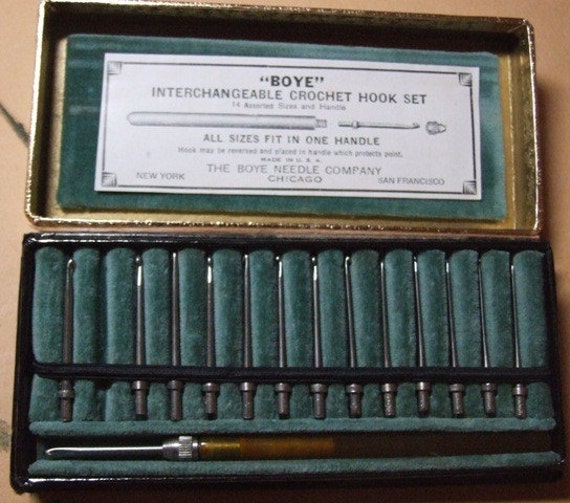 "BOYE"
INTERCHANGEABLE CROCHET HOOK SET
14 Assorted Sizes and Handle
ALL SIZES FIT IN ONE HANDLE
Hook may be reversed and placed in handle which protects point.
MADE IN U.S.A.
THE BOYE NEEDLE COMPANY
NEW YORK CHICAGO SAN FRANCISCO